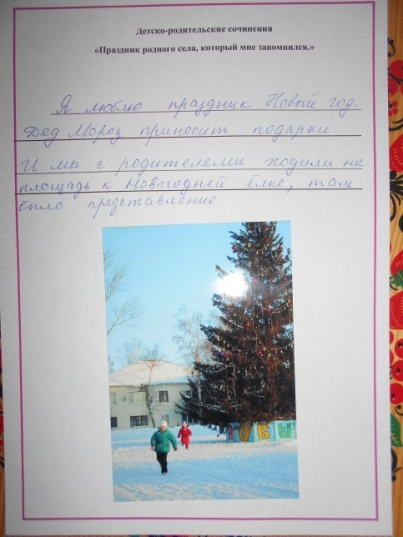 Детско-родительские сочинения
«Праздник родного села, который мне запомнился.»
Я люблю праздник Новый год.
Дед Мороз приносит подарки.
И мы с родителями ходили на
площадь к Новогодней ёлке, там
было представление.